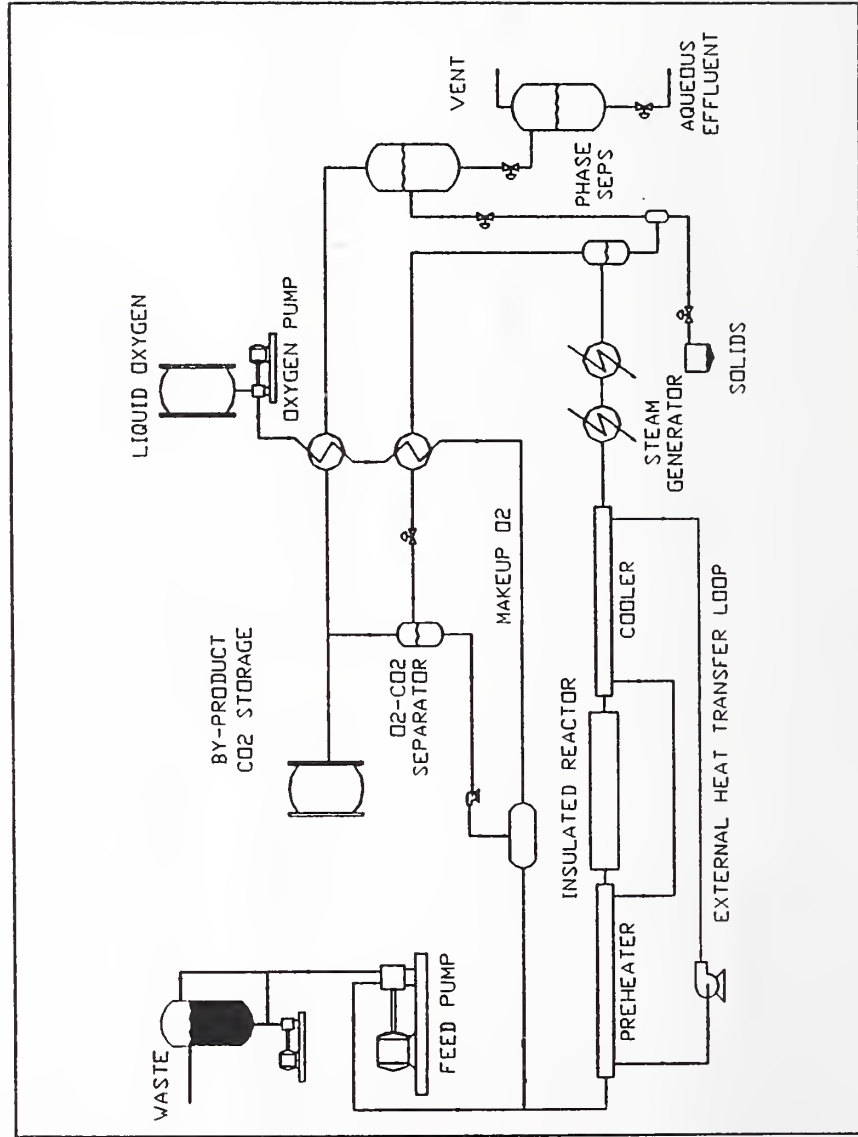 WASTE
FEED PUMP
BY-PRODUCT
CO2 STORAGE
O2-CO2
SEPARATOR
LIQUID OXYGEN
OXYGEN PUMP
MAKEUP O2
VENT
PHASE
SEPS
AQUEOUS
EFFLUENT
PREHEATER
INSULATED REACTOR
COOLER
STEAM
GENERATOR
SOLIDS
EXTERNAL HEAT TRANSFER LOOP